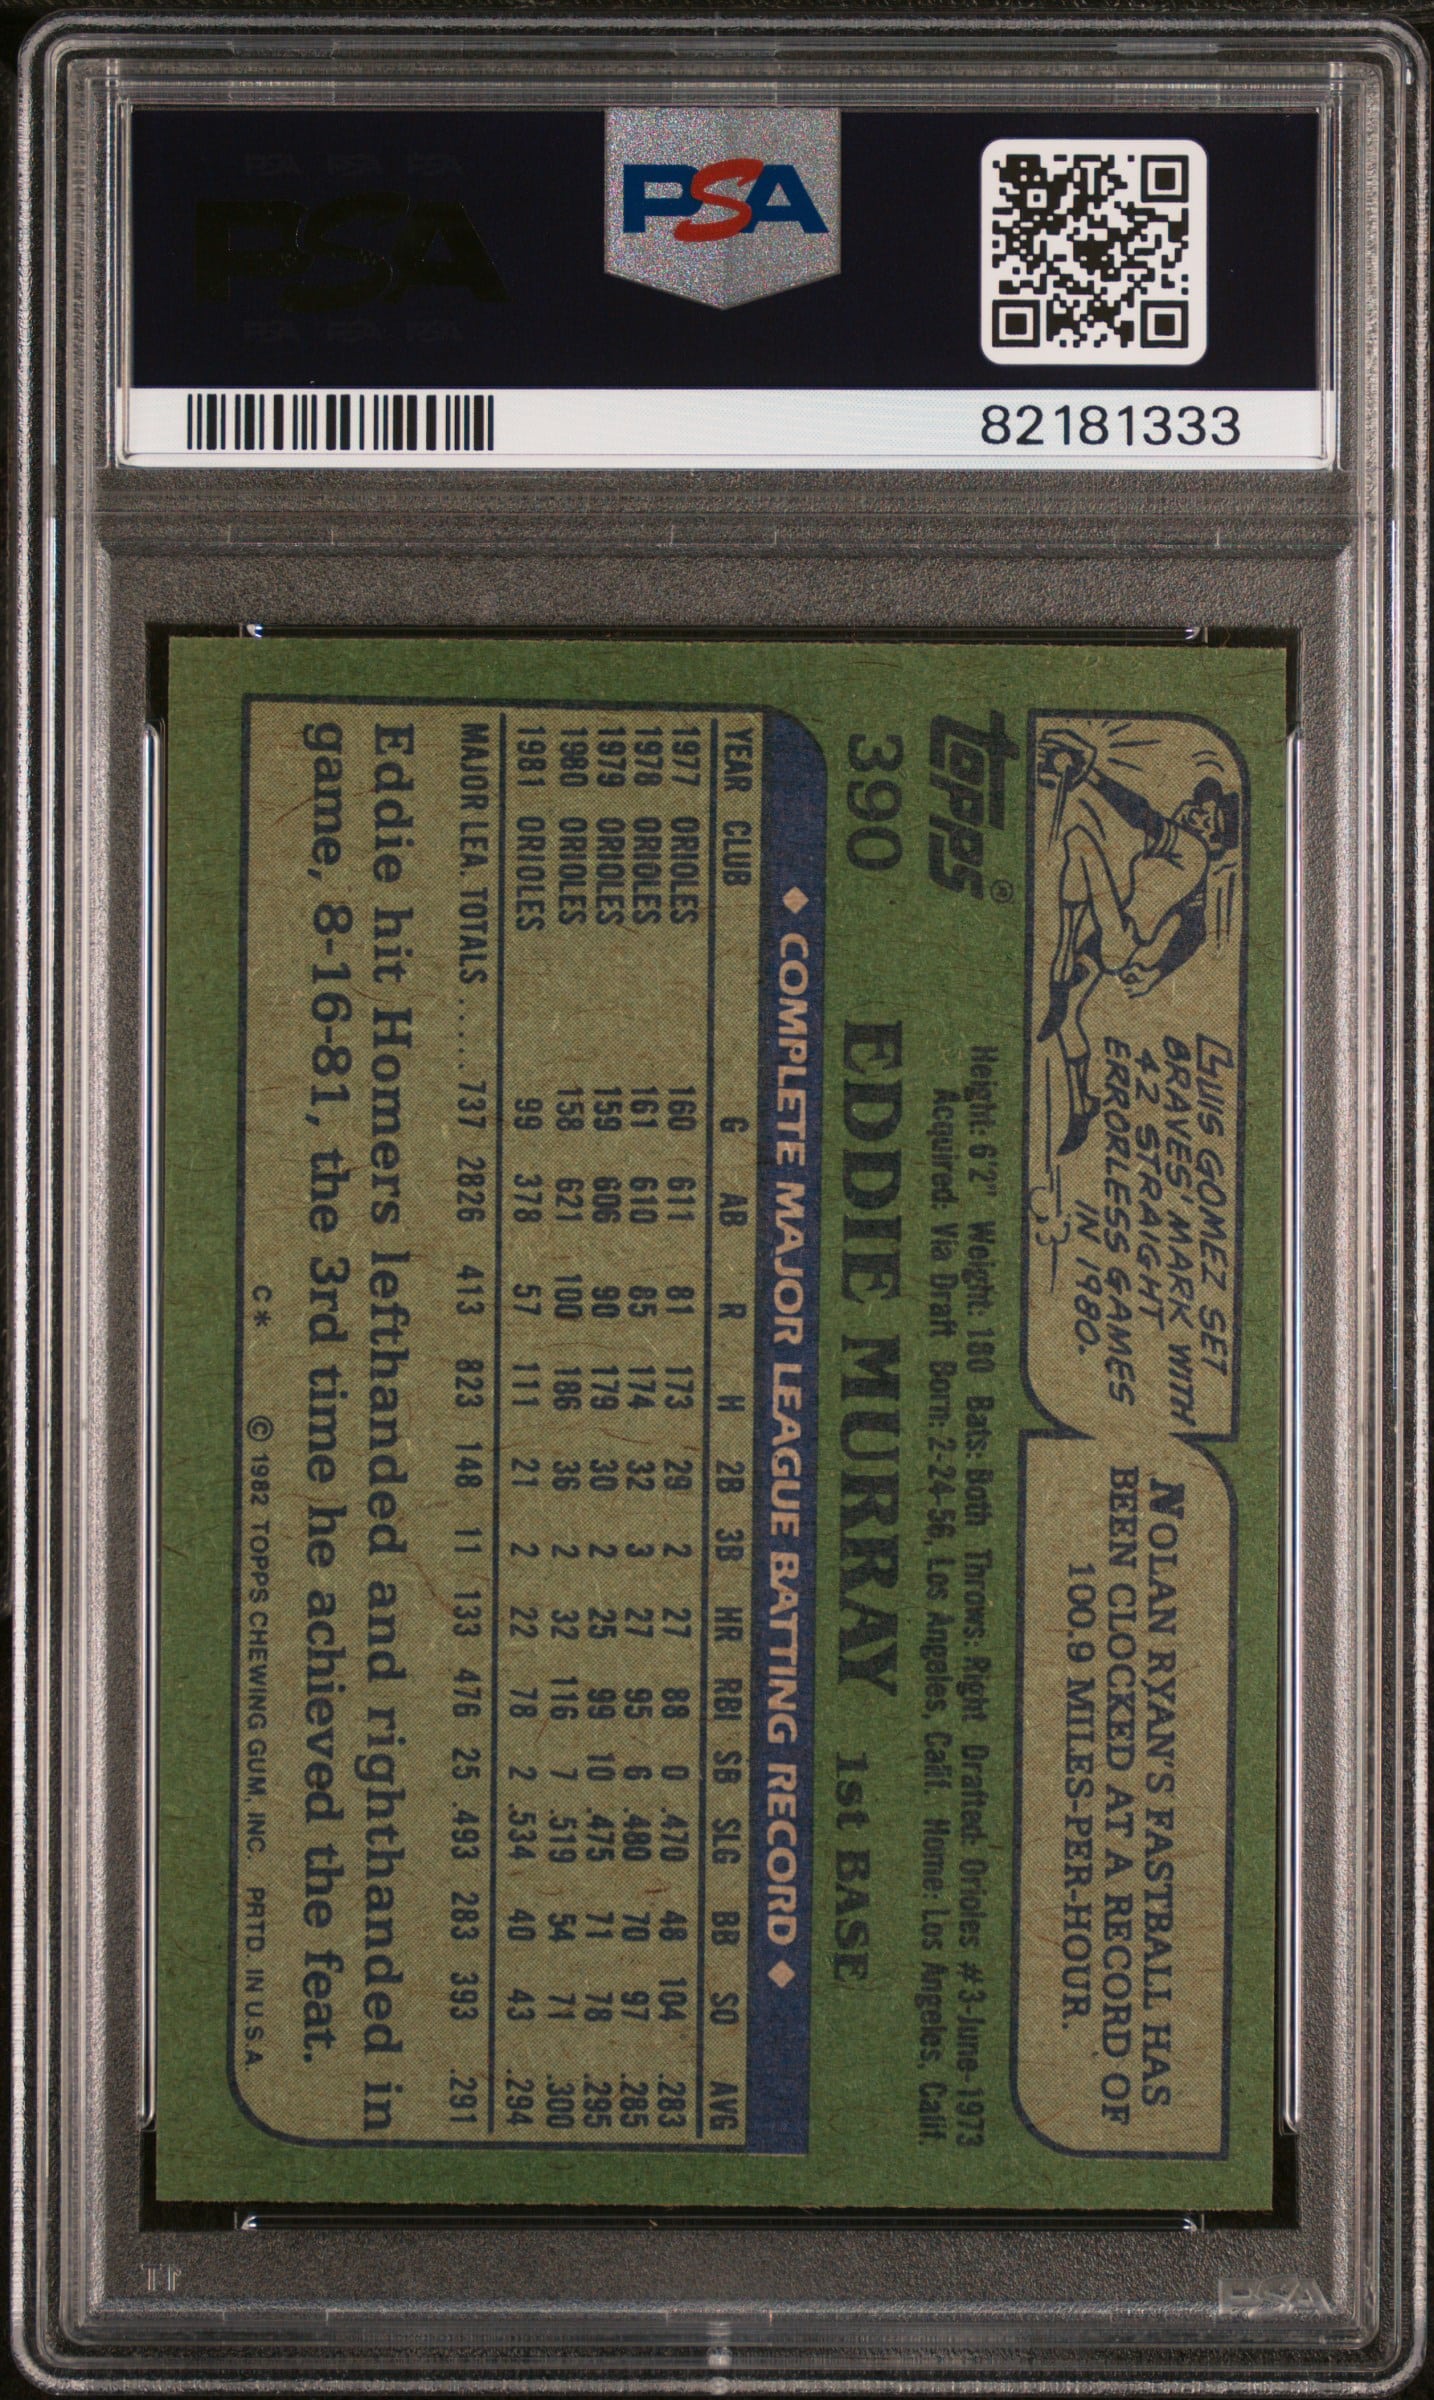 PSA
82181333
LUIS GOMEZ SET
BRAVES' MARK WITH
42 STRAIGHT
ERRORLESS GAMES
IN 1980.
NOLAN RYAN'S FASTBALL HAS
BEEN CLOCKED AT A RECORD OF
100.9 MILES-PER-HOUR.
topps®
Height: 6'2" Weight: 180 Bats: Both Throws: Right Drafted: Orioles #3-June-1973
Acquired: Via Draft Born: 2-24-56, Los Angeles, Calif. Home: Los Angeles, Calif.
390 EDDIE MURRAY 1st BASE
◆ COMPLETE MAJOR LEAGUE BATTING RECORD ◆
YEAR CLUB G AB R H 2B 3B HR RBI SB SLG BB SO AVG
1977 ORIOLES 160 611 81 173 29 2 27 88 0 .470 48 104 .283
1978 ORIOLES 161 610 85 174 32 3 27 95 6 .480 70 97 .285
1979 ORIOLES 159 606 90 179 30 2 25 99 10 .475 71 78 .295
1980 ORIOLES 158 621 100 186 36 2 32 116 7 .519 54 71 .300
1981 ORIOLES 99 378 57 111 21 2 22 78 2 .534 40 43 .294
MAJOR LEA. TOTALS ..... 737 2826 413 823 148 11 133 476 25 .493 283 393 .291
Eddie hit Homers lefthanded and righthanded in
game, 8-16-81, the 3rd time he achieved the feat.
C* © 1982 TOPPS CHEWING GUM, INC. PRTD. IN U.S.A.
PSA